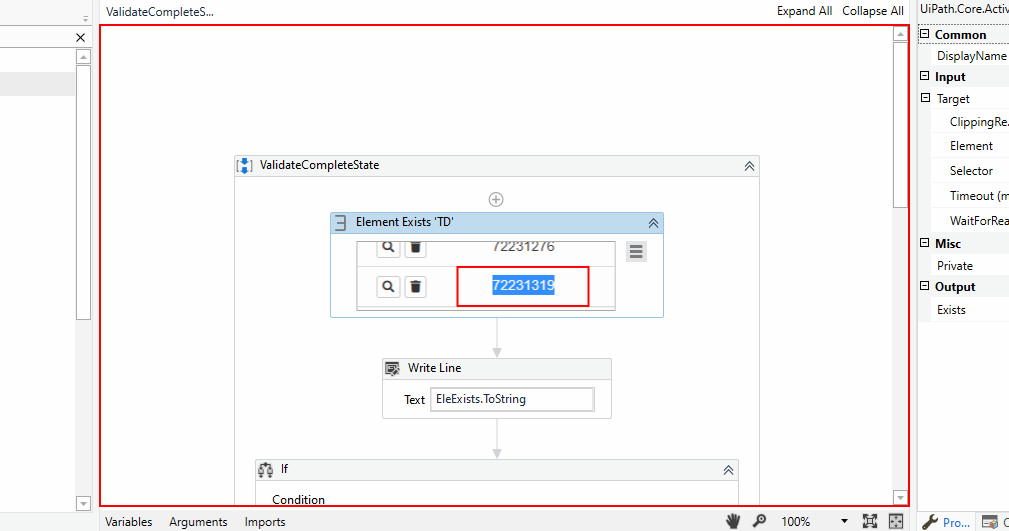 ValidateCompleteS...
Expand All Collapse All
ValidateCompleteState
Element Exists 'TD'
72231276
72231319
Write Line
Text EleExists.ToString
If
Condition
Variables Arguments Imports
100%
UiPath.Core.Activ
Common
DisplayName
Input
Target
ClippingRe.
Element
Selector
Timeout (m
WaitForRea
Misc
Private
Output
Exists
Pro...